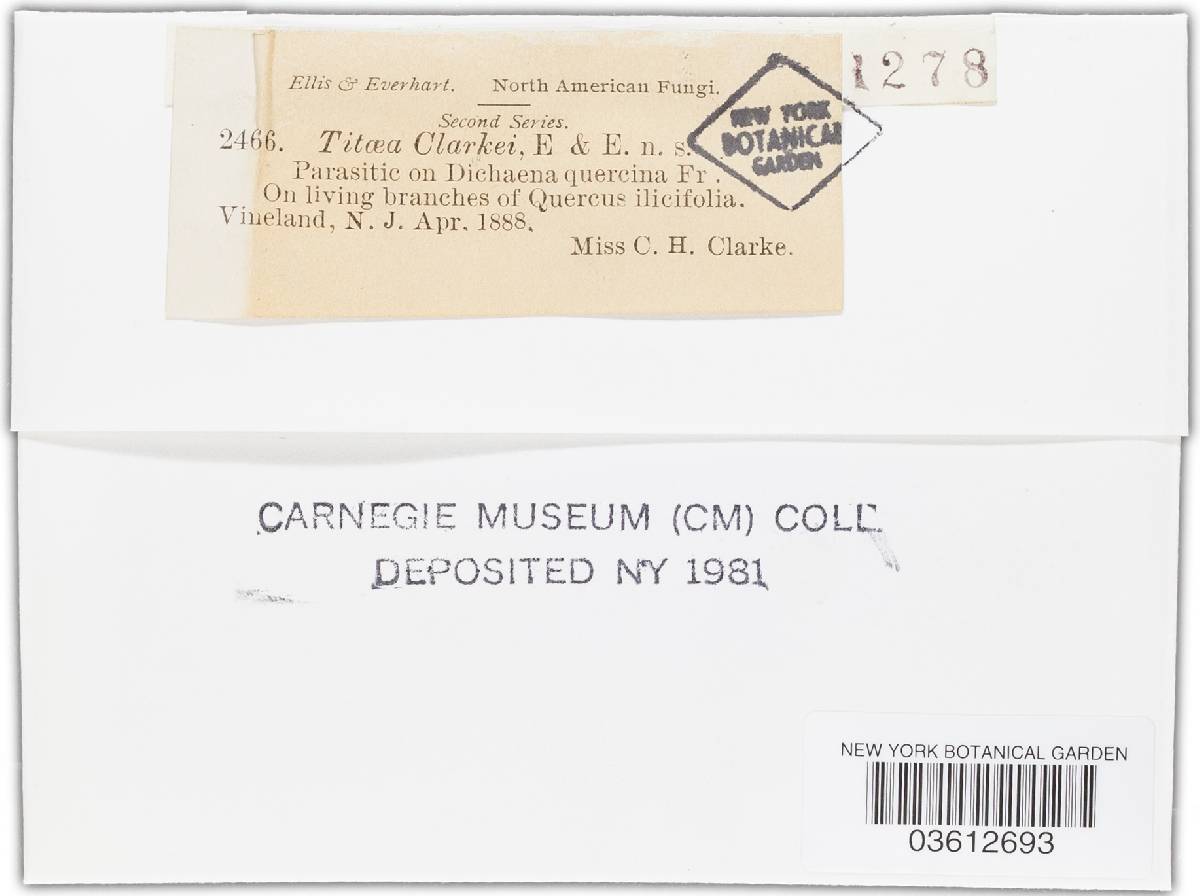 Ellis & Everhart. North American Fungi.
Second Series.
2466. Titæa Clarkei, E & E. n. s.
Parasitic on Dichaena quercina Fr.
On living branches of Quercus ilicifolia.
Vineland, N. J. Apr. 1888.
Miss C. H. Clarke.
NEW YORK
BOTANICAL
GARDEN
1278
CARNEGIE MUSEUM (CM) COLL
DEPOSITED NY 1981
NEW YORK BOTANICAL GARDEN
03612693